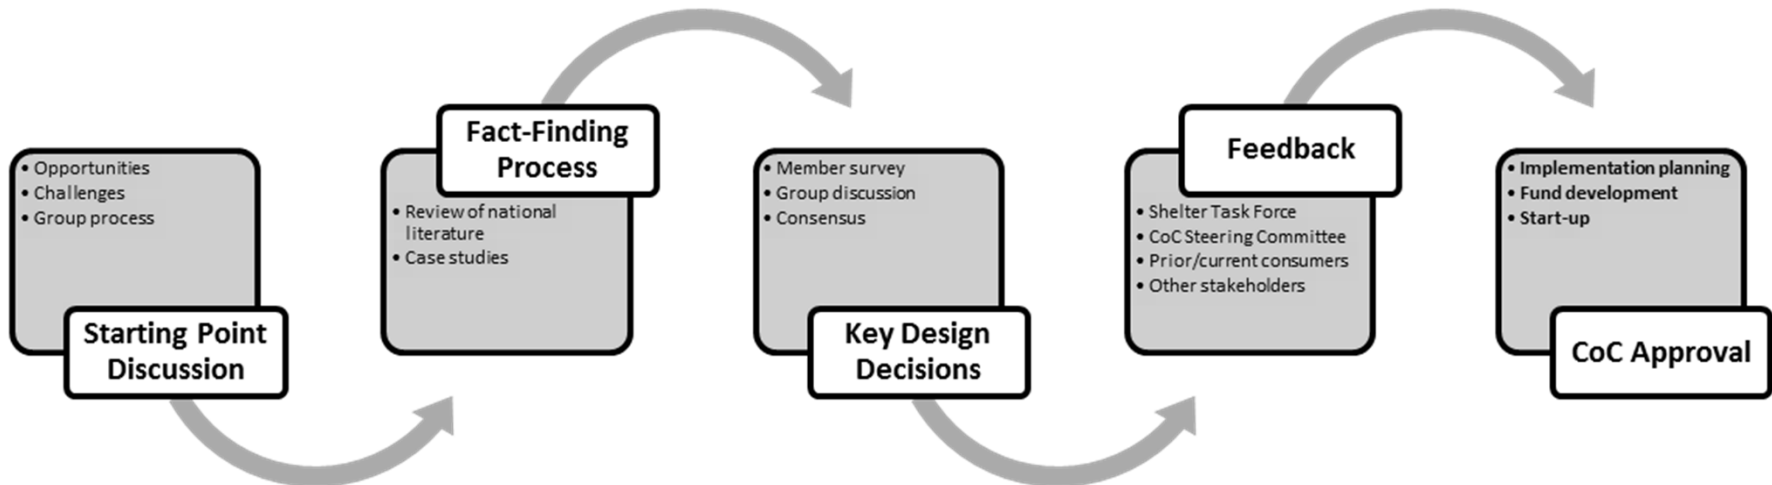 • Opportunities
• Challenges
• Group process
Starting Point
Discussion
Fact-Finding
Process
• Review of national
literature
• Case studies
• Member survey
• Group discussion
• Consensus
Key Design
Decisions
Feedback
• Shelter Task Force
• CoC Steering Committee
• Prior/current consumers
• Other stakeholders
• Implementation planning
• Fund development
• Start-up
CoC Approval